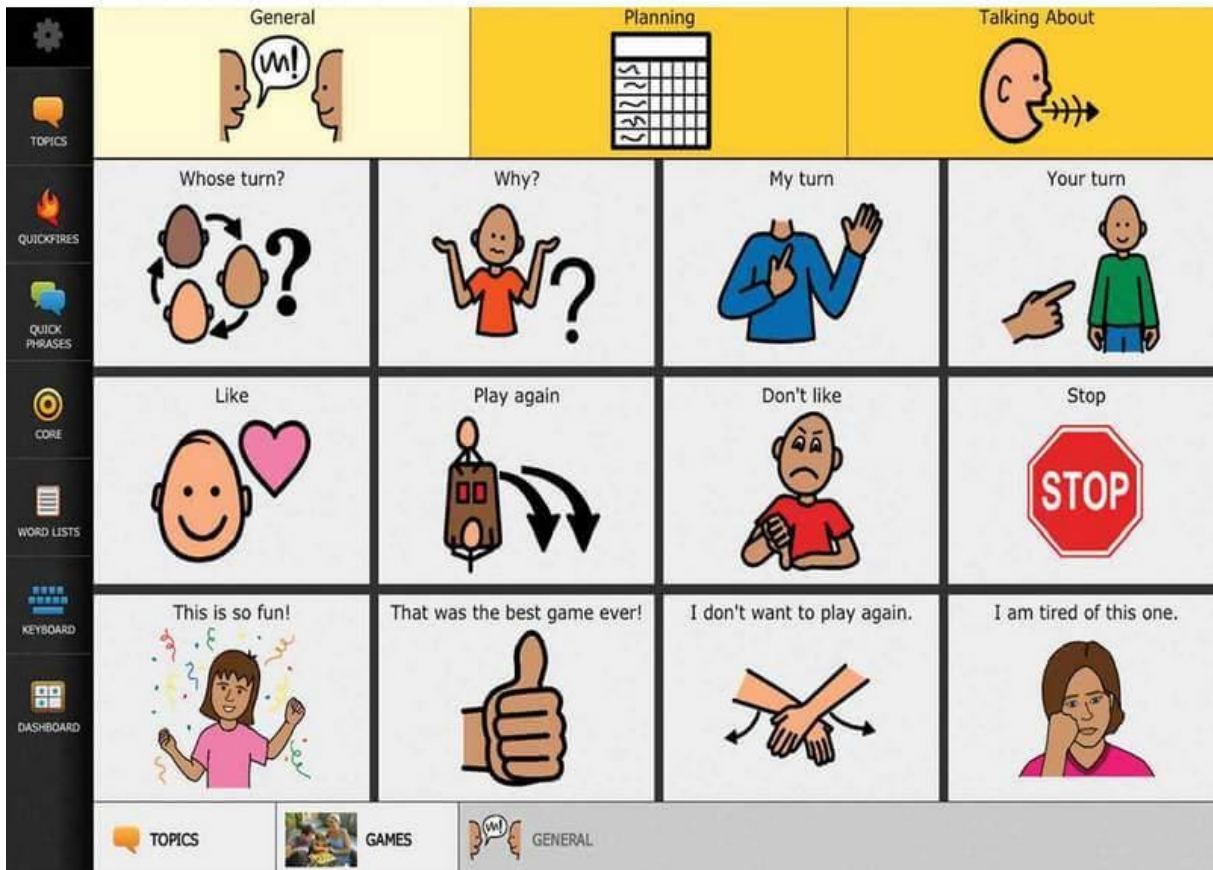 General
Planning
Talking About
TOPICS
QUICKFIRES
QUICK
PHRASES
CORE
WORD LISTS
KEYBOARD
DASHBOARD
Whose turn?
Why?
My turn
Your turn
Like
Play again
Don't like
Stop
STOP
This is so fun!
That was the best game ever!
I don't want to play again.
I am tired of this one.
TOPICS
GAMES
GENERAL